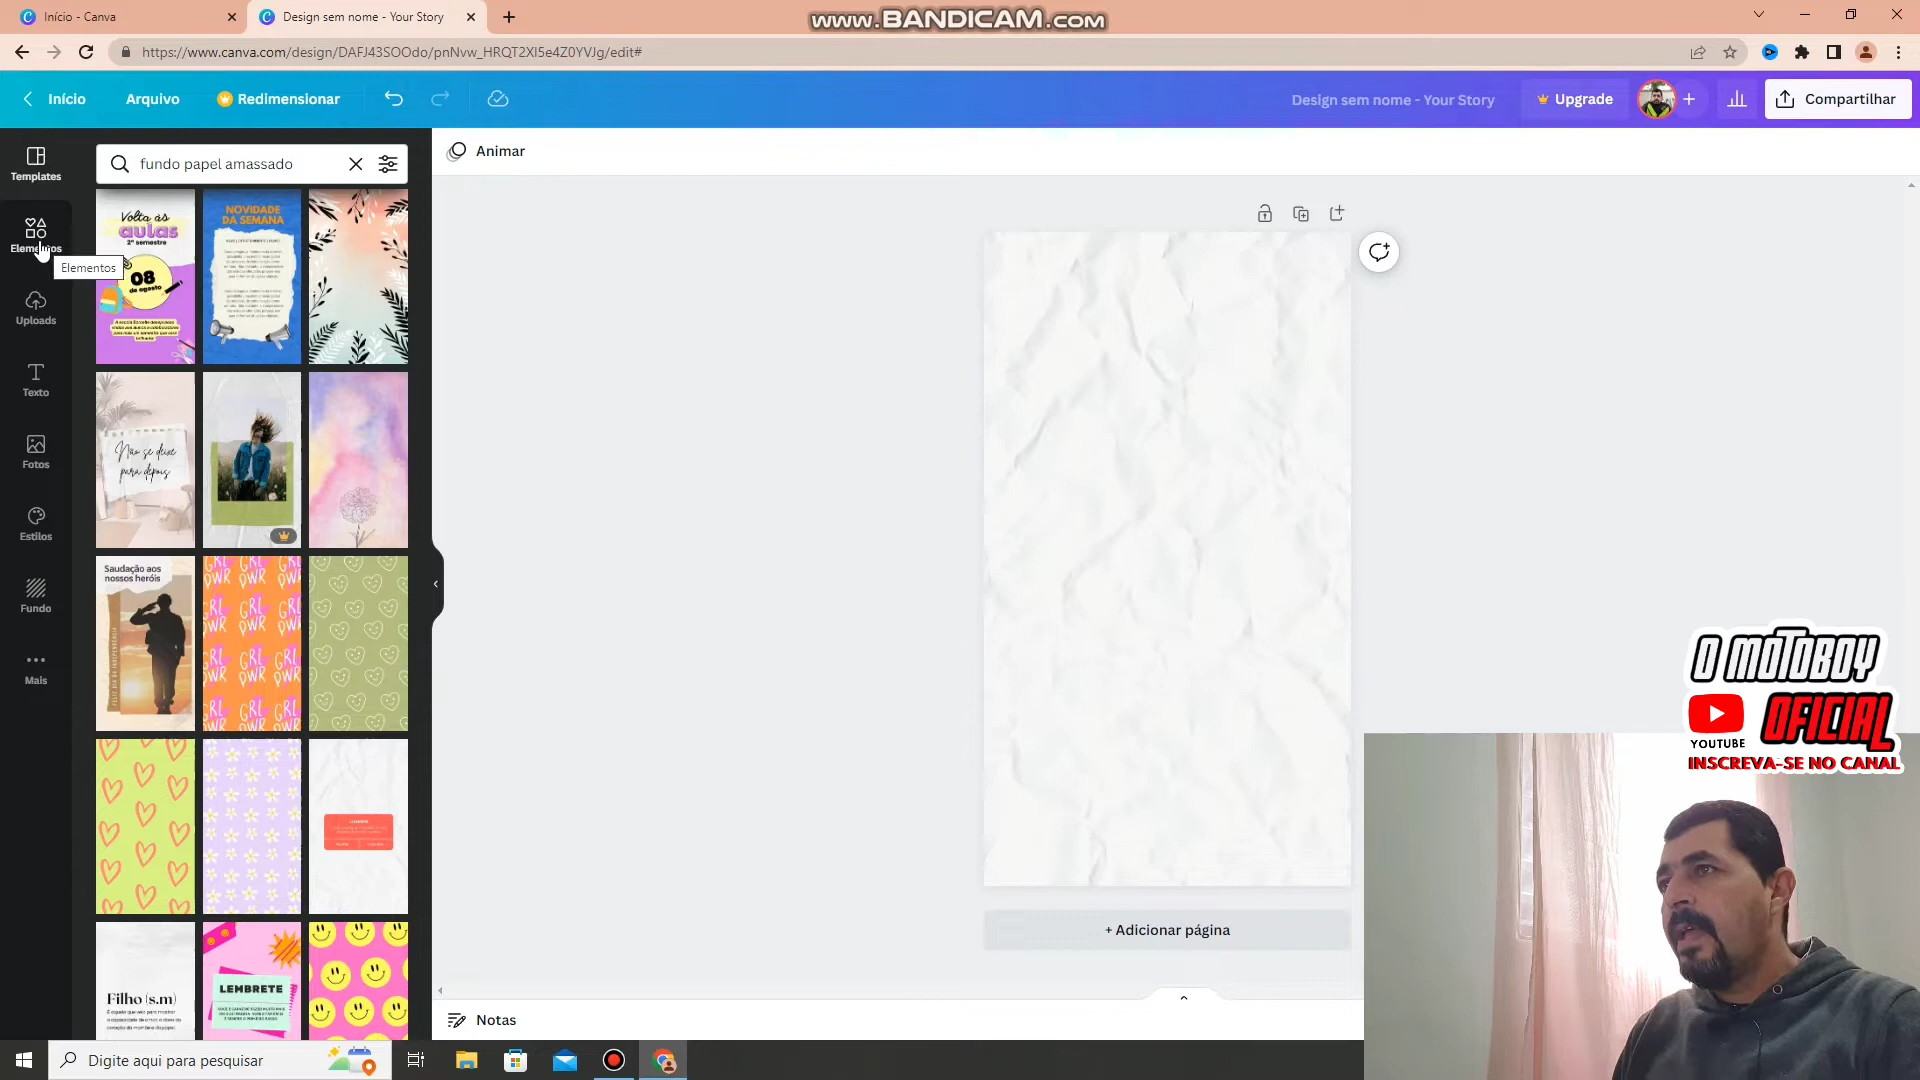 Início - Canva
Design sem nome - Your Story
www.BANDICAM.com
https://www.canva.com/design/DAFJ43SOOdo/pnNvw_HRQT2Xl5e4Z0YVJg/edit#
Início
Arquivo
Redimensionar
Design sem nome - Your Story
Upgrade
Compartilhar
Templates
fundo papel amassado
Animar
Elementos
Elementos
Uploads
Texto
Fotos
Estilos
Fundo
Mais
Volta às
aulas
2º semestre
08
de agosto
NOVIDADE
DA SEMANA
Não se deixe
para depois
Saudação aos
nossos heróis
GRL
PWR
LEMBRETE
Filho (s.m)
LEMBRETE
+ Adicionar página
Notas
O MOTOBOY
OFICIAL
YOUTUBE
INSCREVA-SE NO CANAL
Digite aqui para pesquisar